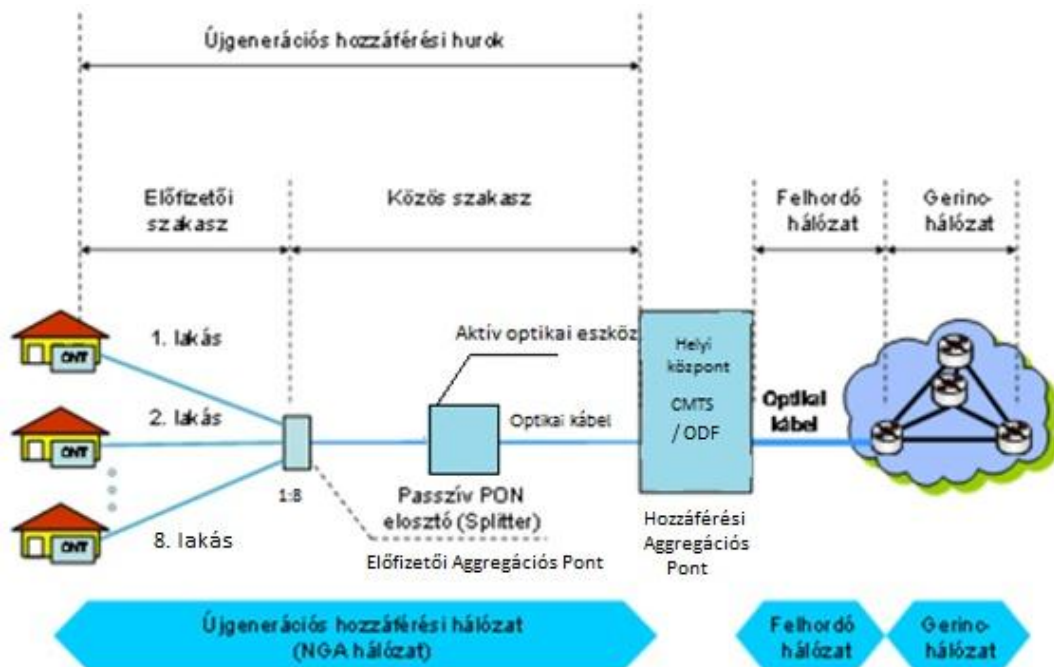 Újgenerációs hozzáférési hurok
Előfizetői
szakasz
Közös szakasz
Felhordó
hálózat
Gerino-
hálózat
1. lakás
2. lakás
8. lakás
ONT
ONT
ONT
1:8
Aktív optikai eszköz
Optikai kábel
Passzív PON
elosztó (Splitter)
Előfizetői Aggregációs Pont
Helyi
központ
CMTS
/ ODF
Hozzáférési
Aggregációs
Pont
Optikai
kábel
Újgenerációs hozzáférési hálózat
(NGA hálózat)
Felhordó
hálózat
Gerino-
hálózat